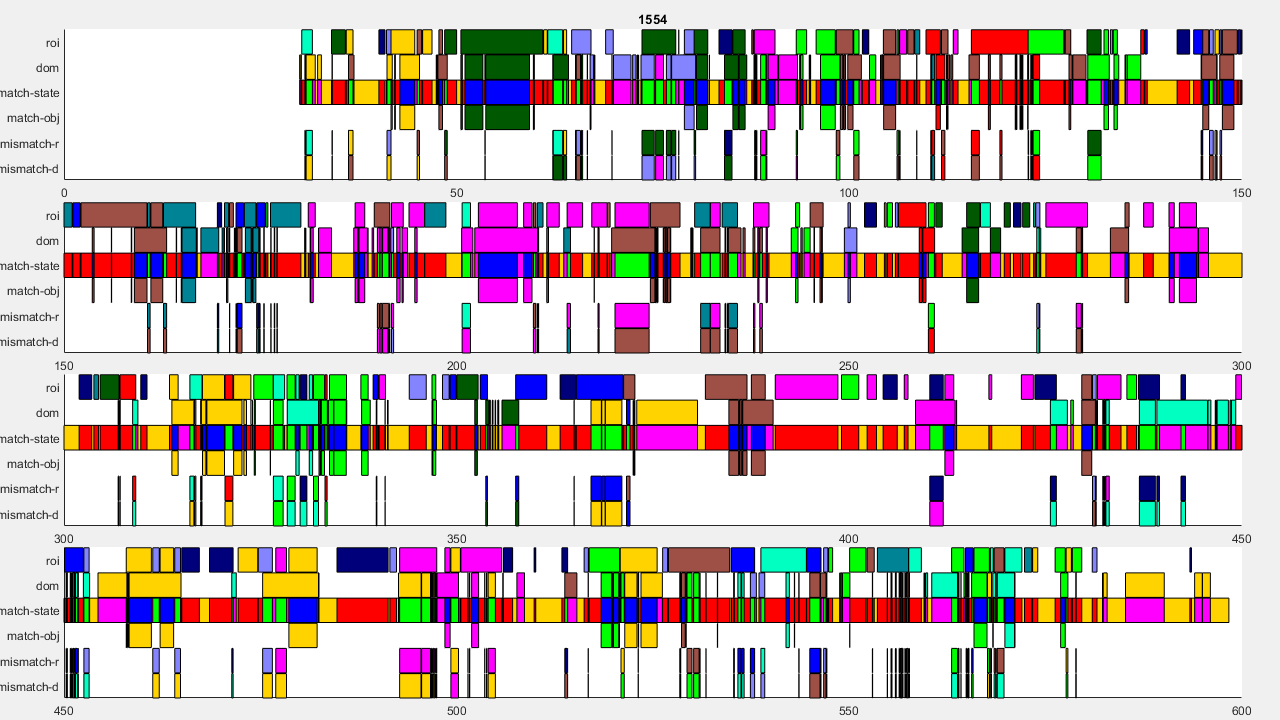 1554
roi
dom
match-state
match-obj
mismatch-r
mismatch-d
0 50 100 150
roi
dom
match-state
match-obj
mismatch-r
mismatch-d
150 200 250 300
roi
dom
match-state
match-obj
mismatch-r
mismatch-d
300 350 400 450
roi
dom
match-state
match-obj
mismatch-r
mismatch-d
450 500 550 600